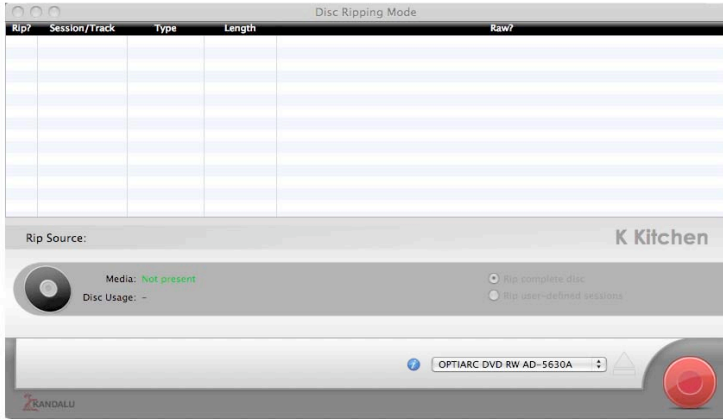 Disc Ripping Mode
Rip? Session/Track Type Length Raw?
Rip Source: K Kitchen
Media: Not present Rip complete disc
Disc Usage: - Rip user-defined sessions
OPTIARC DVD RW AD-5630A
RANDALU